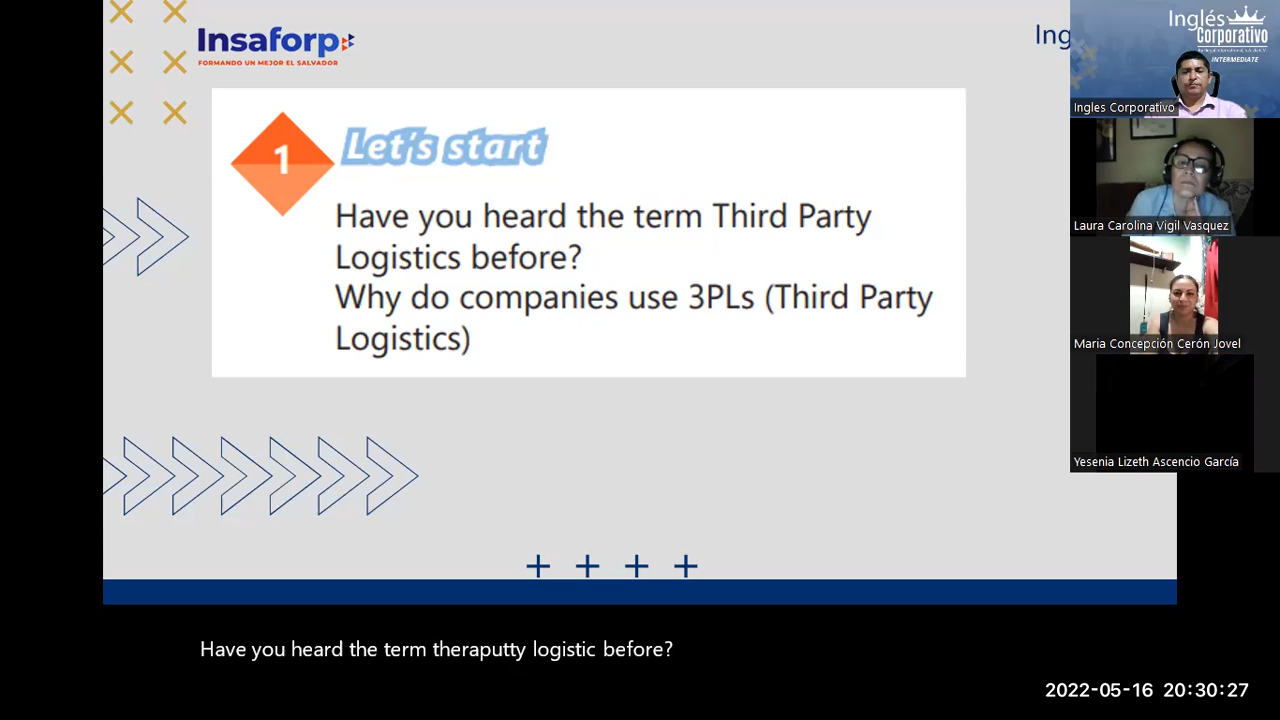 Insaforp
FORMANDO UN MEJOR EL SALVADOR
Ing
Inglés
Corporativo
INTERMEDIATE
Ingles Corporativo
1
Let's start
Have you heard the term Third Party
Logistics before?
Why do companies use 3PLs (Third Party
Logistics)
Laura Carolina Vigil Vasquez
Maria Concepción Cerón Jovel
Yesenia Lizeth Ascencio García
Have you heard the term theraputty logistic before?
2022-05-16 20:30:27